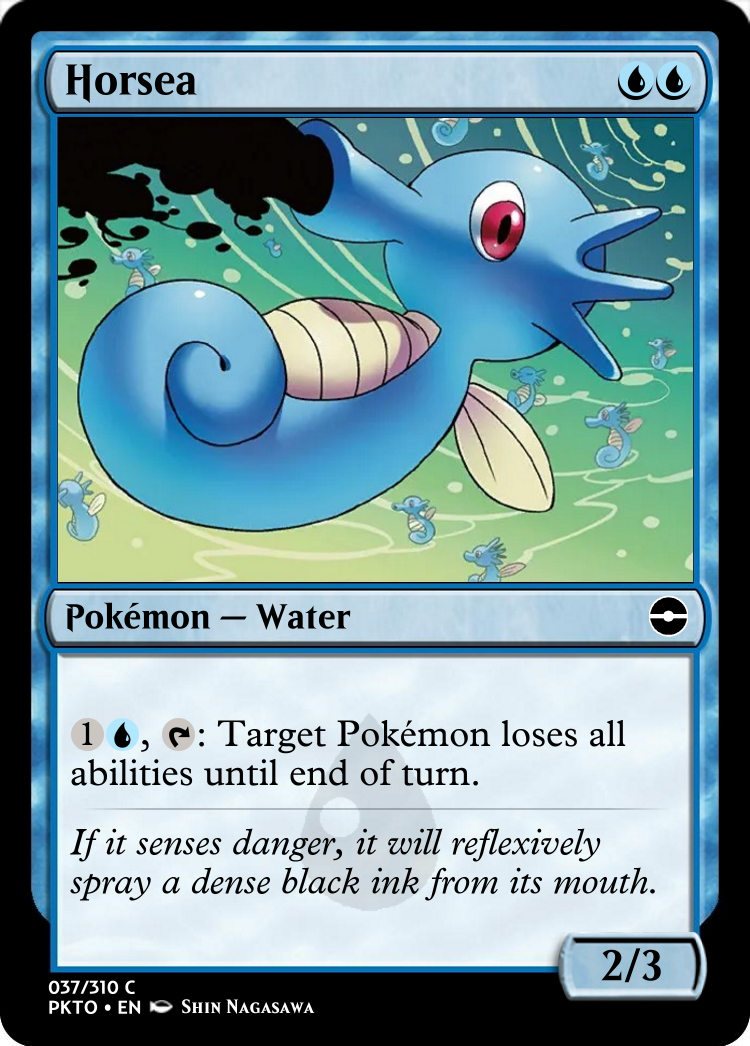 Horsea
Pokémon — Water
1, : Target Pokémon loses all
abilities until end of turn.
If it senses danger, it will reflexively
spray a dense black ink from its mouth.
2/3
037/310 C
PKTO • EN Shin Nagasawa